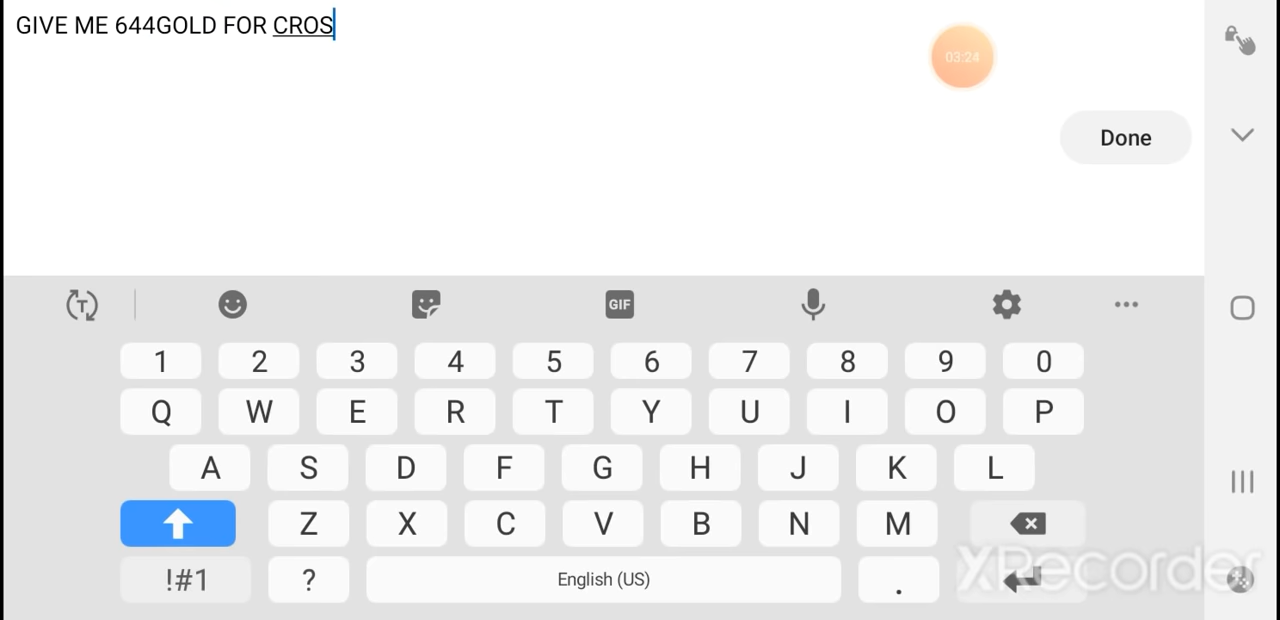 GIVE ME 644GOLD FOR CROS
03:24
Done
GIF
1 2 3 4 5 6 7 8 9 0
Q W E R T Y U I O P
A S D F G H J K L
Z X C V B N M
!#1 ? English (US) .
XRecorder